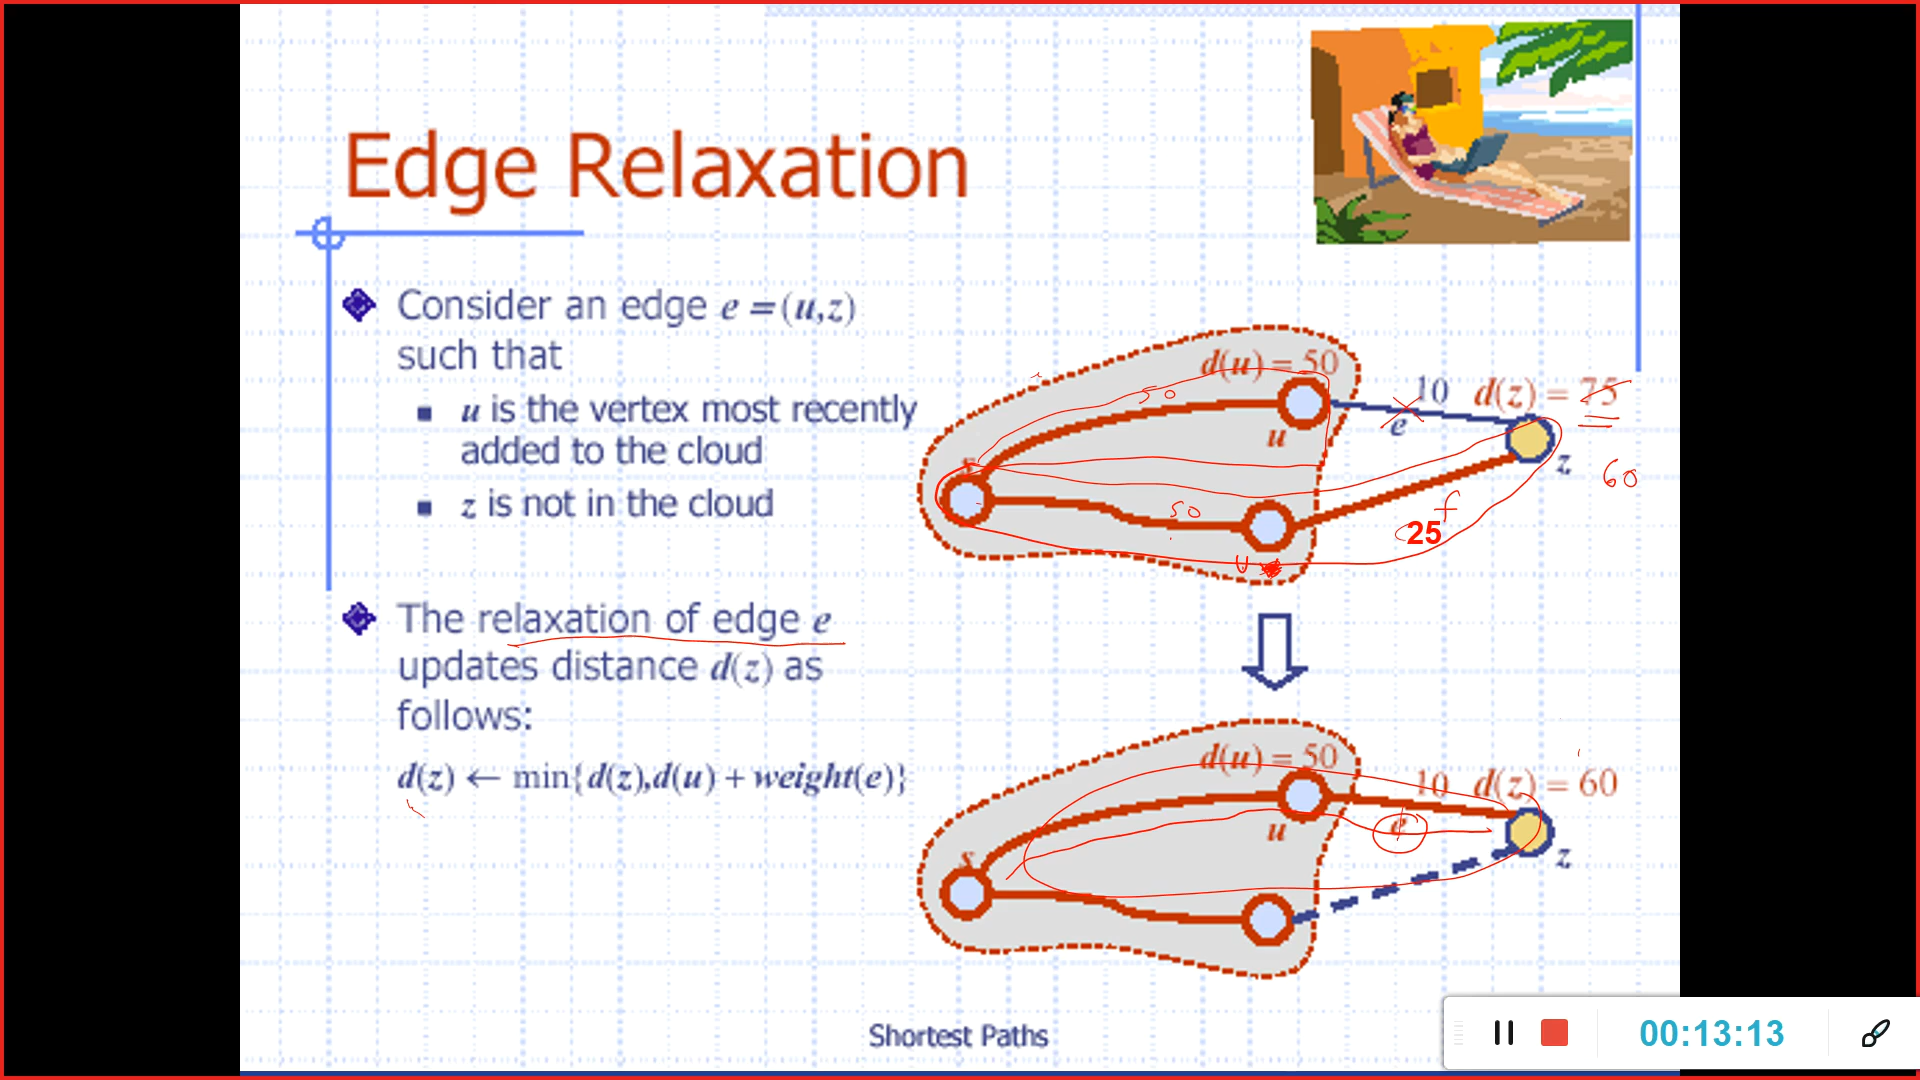 Edge Relaxation
Consider an edge e = (u,z)
such that
u is the vertex most recently
added to the cloud
z is not in the cloud
The relaxation of edge e
updates distance d(z) as
follows:
d(z) ← min{d(z),d(u) + weight(e)}
d(u) = 50
50
10 d(z) = 75
e
u
s
z
60
50
f
25
U
d(u) = 50
10 d(z) = 60
e
u
s
z
Shortest Paths
00:13:13